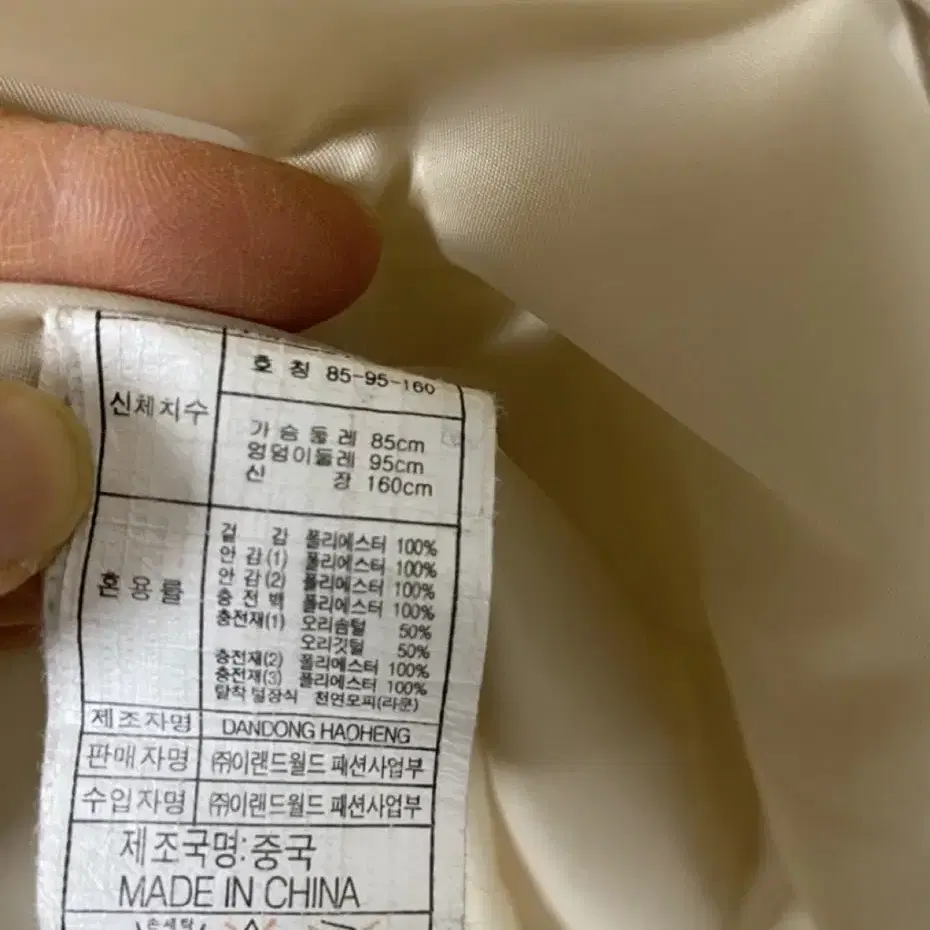 호 칭 85-95-160
신체치수
가 슴 둘 레 85cm
엉덩이둘레 95cm
신 장 160cm
혼 용 률
겉 감 폴리에스터 100%
안 감(1) 폴리에스터 100%
안 감(2) 폴리에스터 100%
충 전 백 폴리에스터 100%
충전재(1) 오리솜털 50%
오리깃털 50%
충전재(2) 폴리에스터 100%
충전재(3) 폴리에스터 100%
탈착 털장식 천연모피(라쿤)
제조자명 DANDONG HAOHENG
판매자명 ㈜이랜드월드 패션사업부
수입자명 ㈜이랜드월드 패션사업부
제조국명:중국
MADE IN CHINA
손세탁